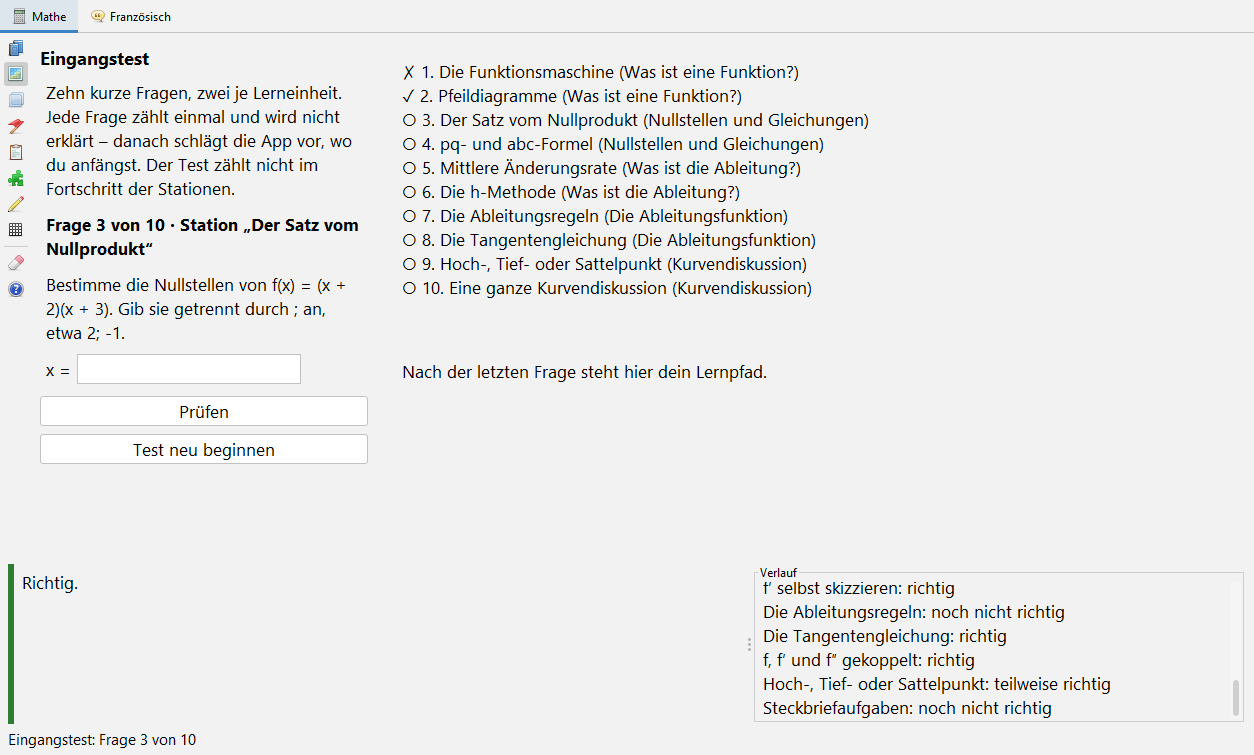 Mathe
Französisch
Eingangstest
Zehn kurze Fragen, zwei je Lerneinheit.
Jede Frage zählt einmal und wird nicht
erklärt – danach schlägt die App vor, wo
du anfängst. Der Test zählt nicht im
Fortschritt der Stationen.
Frage 3 von 10 · Station „Der Satz vom
Nullprodukt“
Bestimme die Nullstellen von f(x) = (x +
2)(x + 3). Gib sie getrennt durch ; an,
etwa 2; -1.
x =
Prüfen
Test neu beginnen
✗ 1. Die Funktionsmaschine (Was ist eine Funktion?)
✓ 2. Pfeildiagramme (Was ist eine Funktion?)
○ 3. Der Satz vom Nullprodukt (Nullstellen und Gleichungen)
○ 4. pq- und abc-Formel (Nullstellen und Gleichungen)
○ 5. Mittlere Änderungsrate (Was ist die Ableitung?)
○ 6. Die h-Methode (Was ist die Ableitung?)
○ 7. Die Ableitungsregeln (Die Ableitungsfunktion)
○ 8. Die Tangentengleichung (Die Ableitungsfunktion)
○ 9. Hoch-, Tief- oder Sattelpunkt (Kurvendiskussion)
○ 10. Eine ganze Kurvendiskussion (Kurvendiskussion)
Nach der letzten Frage steht hier dein Lernpfad.
Richtig.
Verlauf
f′ selbst skizzieren: richtig
Die Ableitungsregeln: noch nicht richtig
Die Tangentengleichung: richtig
f, f′ und f″ gekoppelt: richtig
Hoch-, Tief- oder Sattelpunkt: teilweise richtig
Steckbriefaufgaben: noch nicht richtig
Eingangstest: Frage 3 von 10